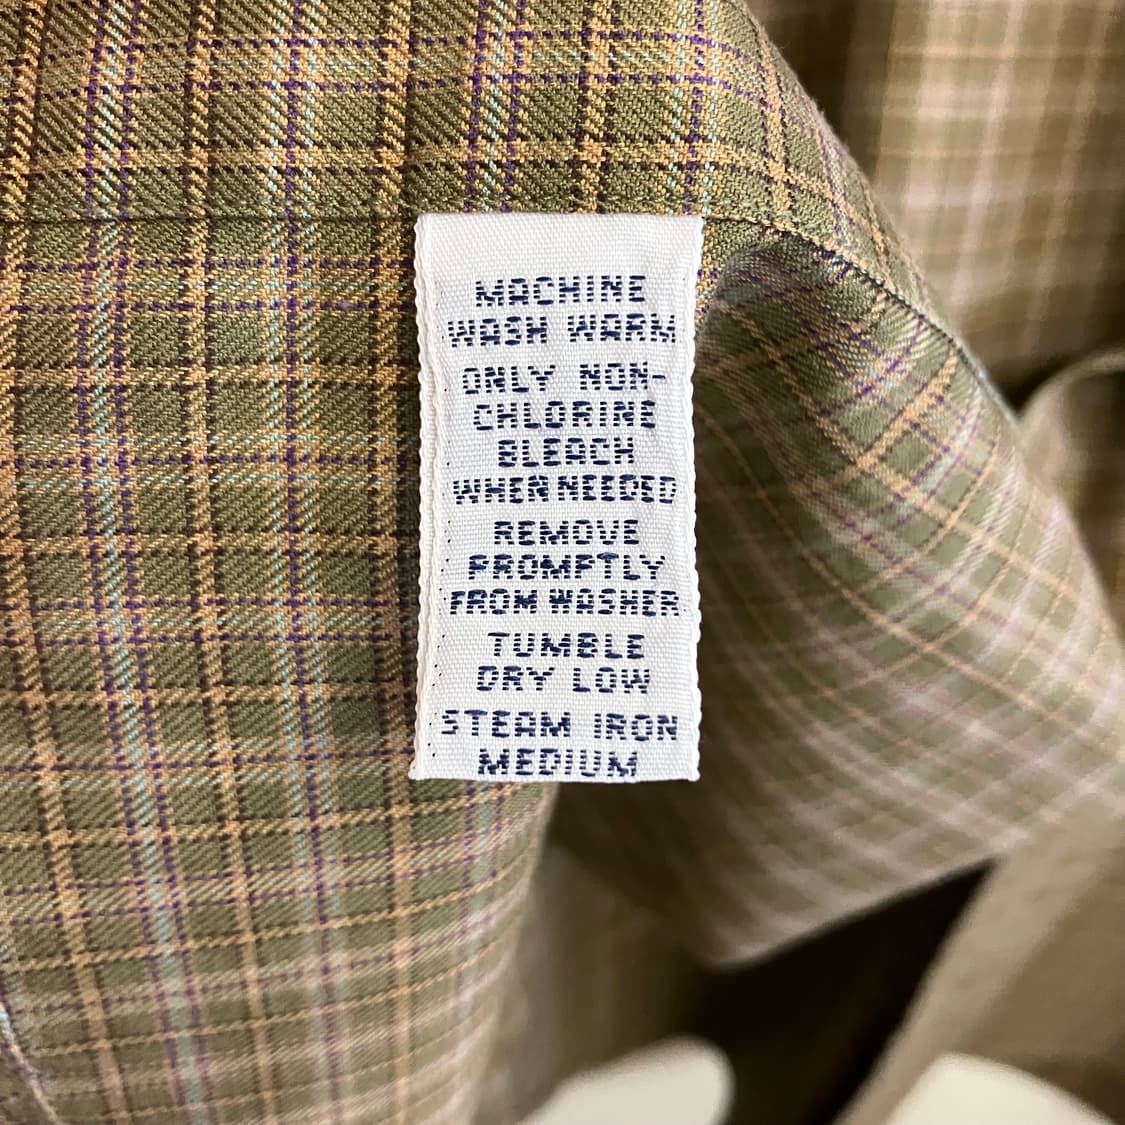 MACHINE
WASH WARM
ONLY NON-
CHLORINE
BLEACH
WHEN NEEDED
REMOVE
PROMPTLY
FROM WASHER
TUMBLE
DRY LOW
STEAM IRON
MEDIUM